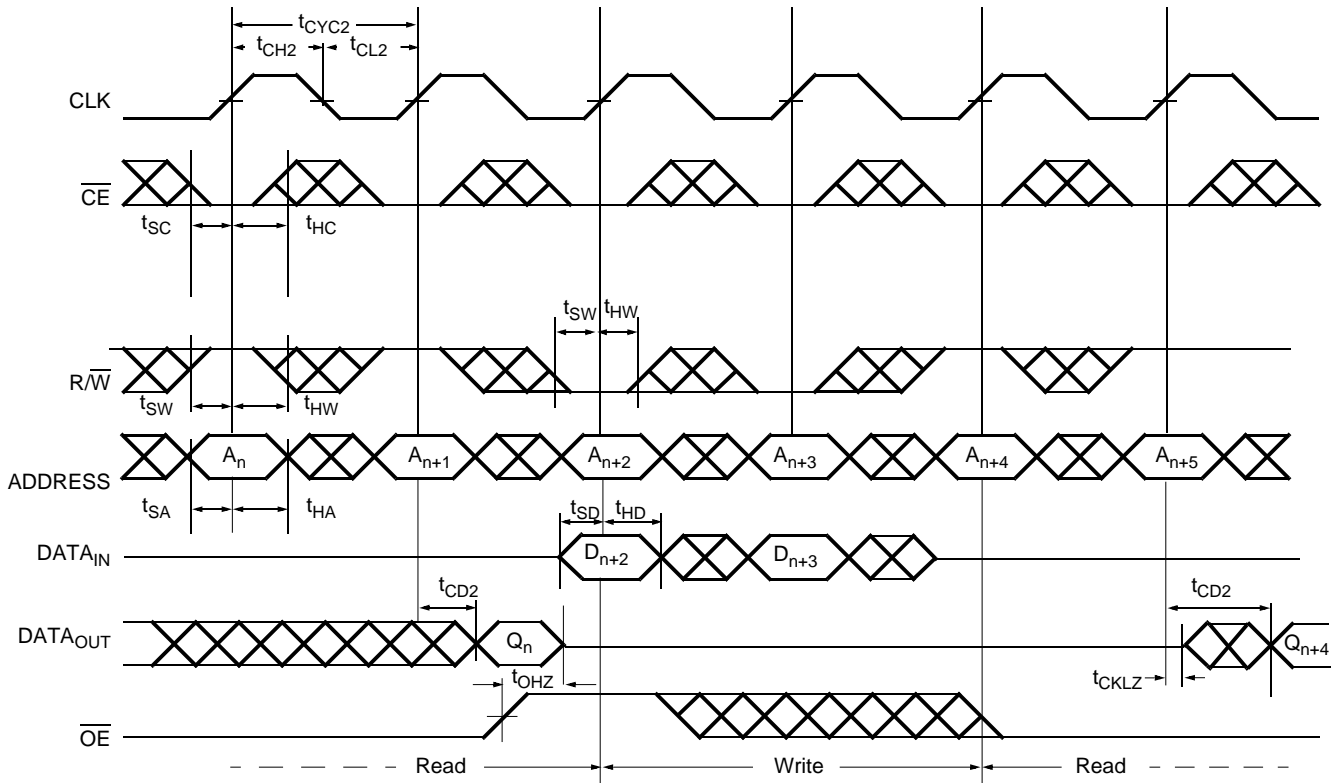 tCYC2
tCH2 tCL2
CLK
CE
tSC tHC
tSW tHW
R/W
tSW tHW
An An+1 An+2 An+3 An+4 An+5
ADDRESS
tSA tHA
tSD tHD
DATAIN
Dn+2 Dn+3
tCD2 tCD2
DATAOUT
Qn Qn+4
tOHZ tCKLZ
OE
Read Write Read